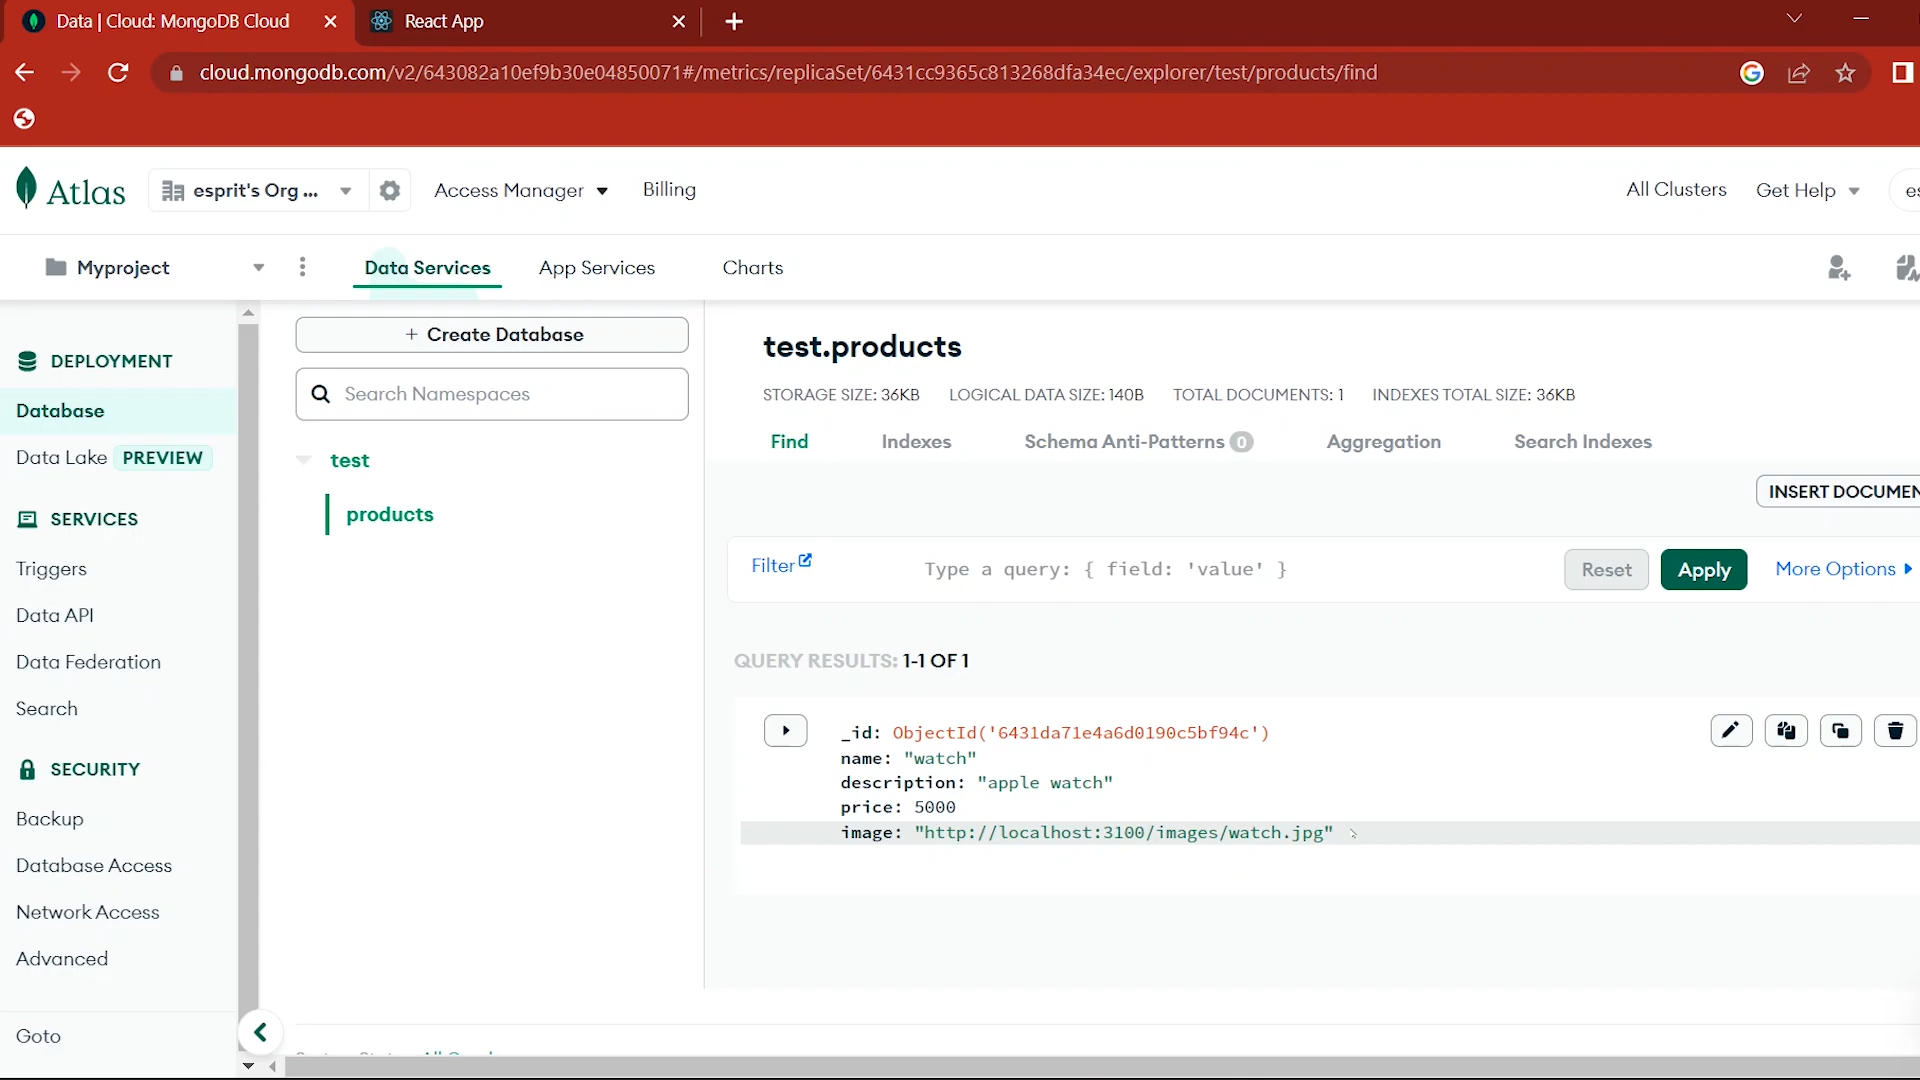 Data | Cloud: MongoDB Cloud
React App
cloud.mongodb.com/v2/643082a10ef9b30e04850071#/metrics/replicaSet/6431cc9365c813268dfa34ec/explorer/test/products/find
Atlas
esprit's Org ...
Access Manager
Billing
All Clusters
Get Help
es
Myproject
Data Services
App Services
Charts
DEPLOYMENT
Database
Data Lake PREVIEW
SERVICES
Triggers
Data API
Data Federation
Search
SECURITY
Backup
Database Access
Network Access
Advanced
Goto
+ Create Database
Search Namespaces
test
products
test.products
STORAGE SIZE: 36KB LOGICAL DATA SIZE: 140B TOTAL DOCUMENTS: 1 INDEXES TOTAL SIZE: 36KB
Find Indexes Schema Anti-Patterns 0 Aggregation Search Indexes
INSERT DOCUMEN
Filter
Type a query: { field: 'value' }
Reset
Apply
More Options
QUERY RESULTS: 1-1 OF 1
_id: ObjectId('6431da71e4a6d0190c5bf94c')
name: "watch"
description: "apple watch"
price: 5000
image: "http://localhost:3100/images/watch.jpg"